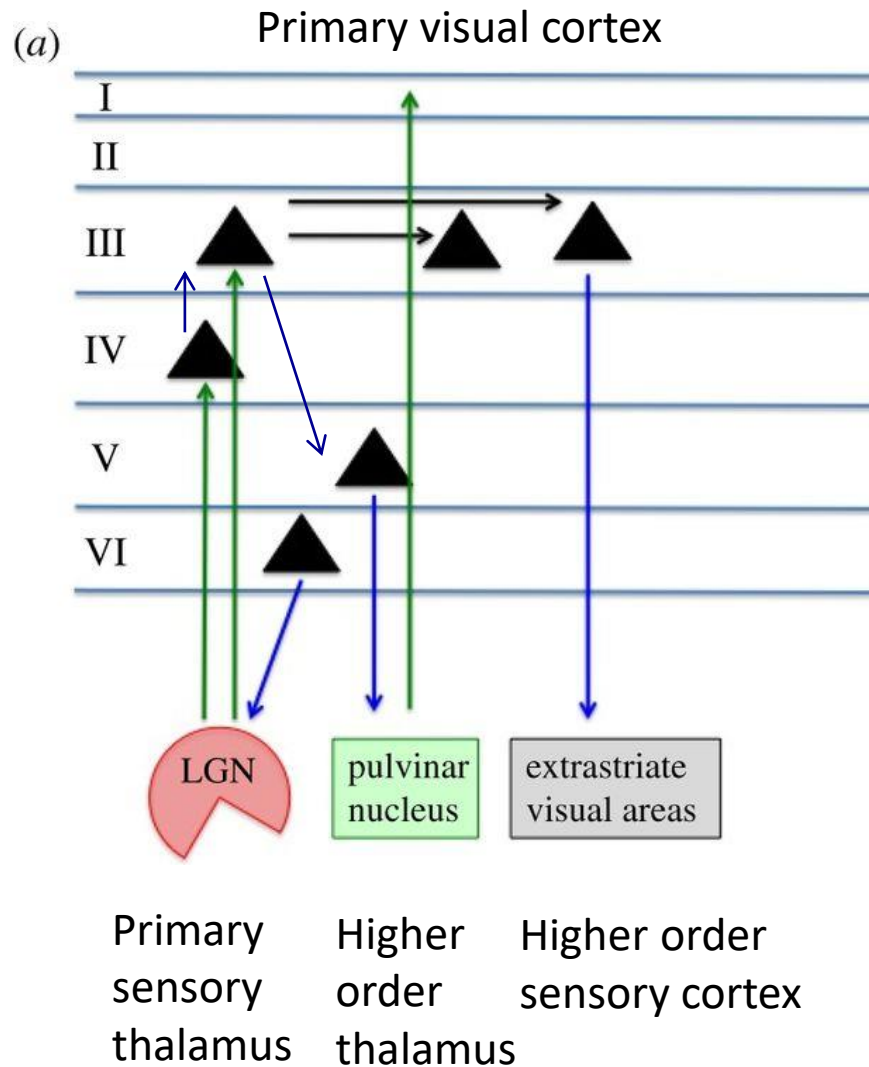 Primary visual cortex
(a)
I
II
III
IV
V
VI
LGN
pulvinar
nucleus
extrastriate
visual areas
Primary
sensory
thalamus
Higher
order
thalamus
Higher order
sensory cortex